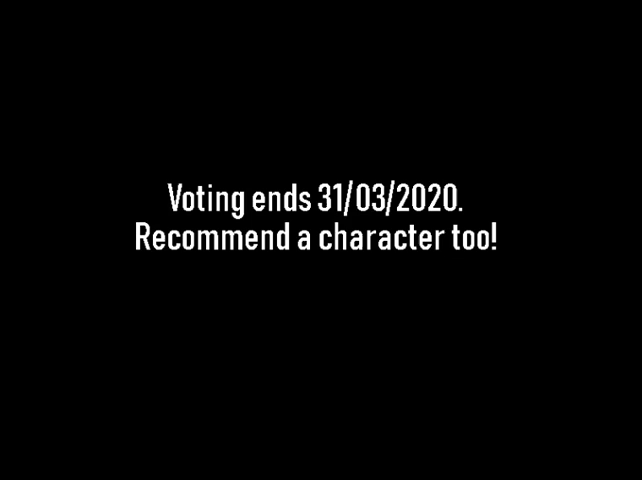 Voting ends 31/03/2020.
Recommend a character too!